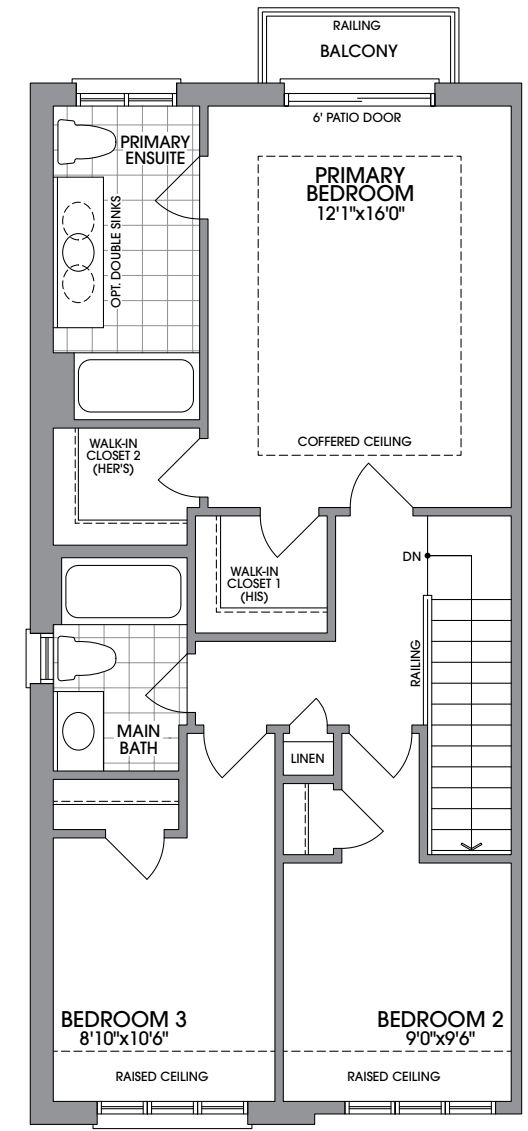 RAILING
BALCONY
6' PATIO DOOR
PRIMARY
ENSUITE
OPT. DOUBLE SINKS
PRIMARY
BEDROOM
12'1"x16'0"
COFFERED CEILING
WALK-IN
CLOSET 2
(HER'S)
WALK-IN
CLOSET 1
(HIS)
DN
RAILING
MAIN
BATH
LINEN
BEDROOM 3
8'10"x10'6"
RAISED CEILING
BEDROOM 2
9'0"x9'6"
RAISED CEILING